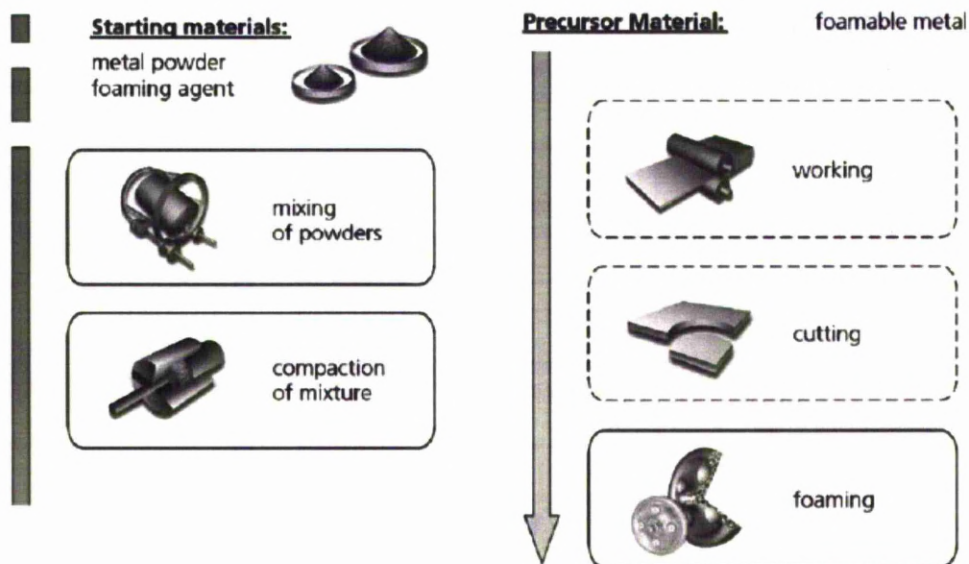 Starting materials:
metal powder
foaming agent
mixing
of powders
compaction
of mixture
Precursor Material: foamable metal
working
cutting
foaming